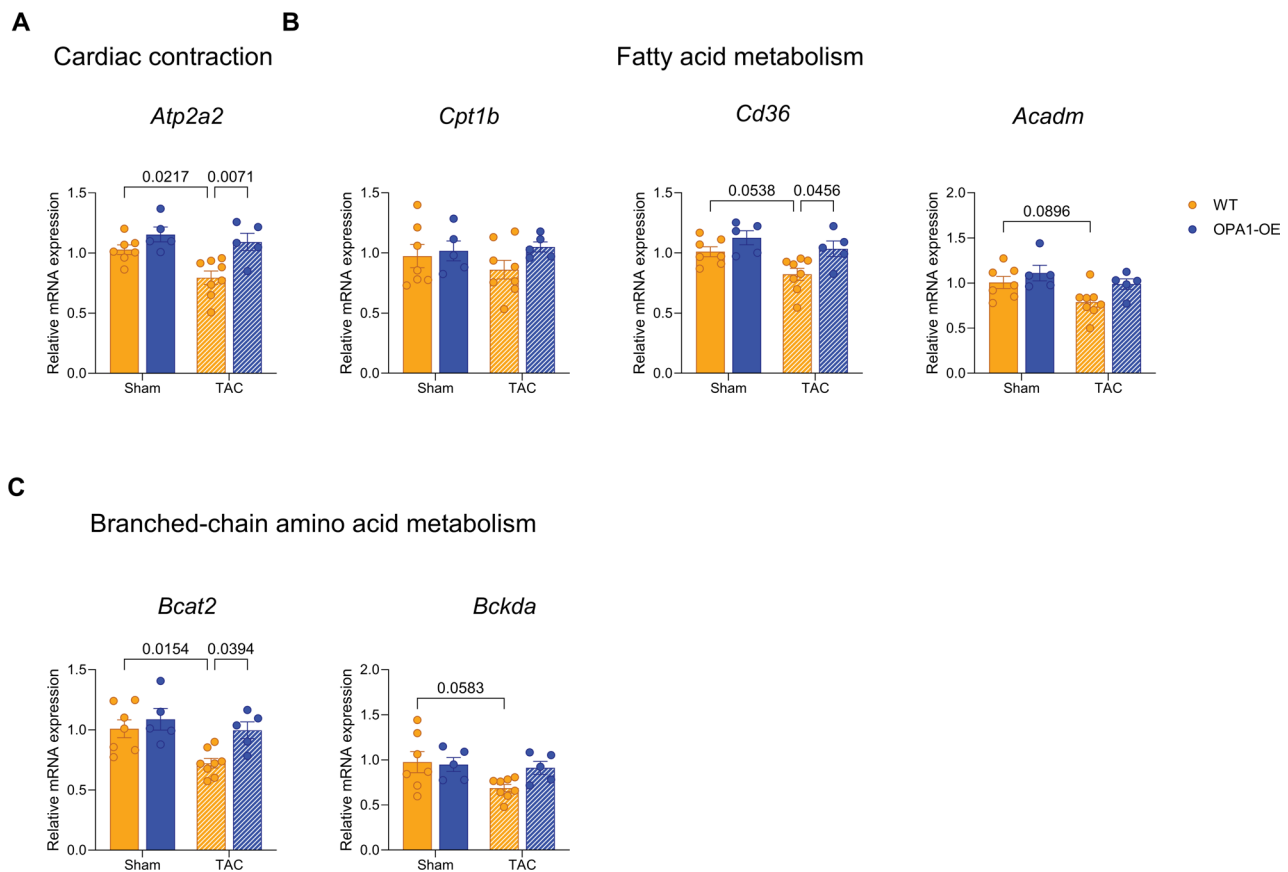 A
B
Cardiac contraction
Fatty acid metabolism
Atp2a2
Cpt1b
Cd36
Acadm
0.0217
0.0071
Relative mRNA expression
1.5
1.0
0.5
0.0
Sham
TAC
Relative mRNA expression
1.5
1.0
0.5
0.0
Sham
TAC
0.0538
0.0456
Relative mRNA expression
1.5
1.0
0.5
0.0
Sham
TAC
0.0896
Relative mRNA expression
2.0
1.5
1.0
0.5
0.0
Sham
TAC
WT
OPA1-OE
C
Branched-chain amino acid metabolism
Bcat2
Bckda
0.0154
0.0394
Relative mRNA expression
1.5
1.0
0.5
0.0
Sham
TAC
0.0583
Relative mRNA expression
2.0
1.5
1.0
0.5
0.0
Sham
TAC